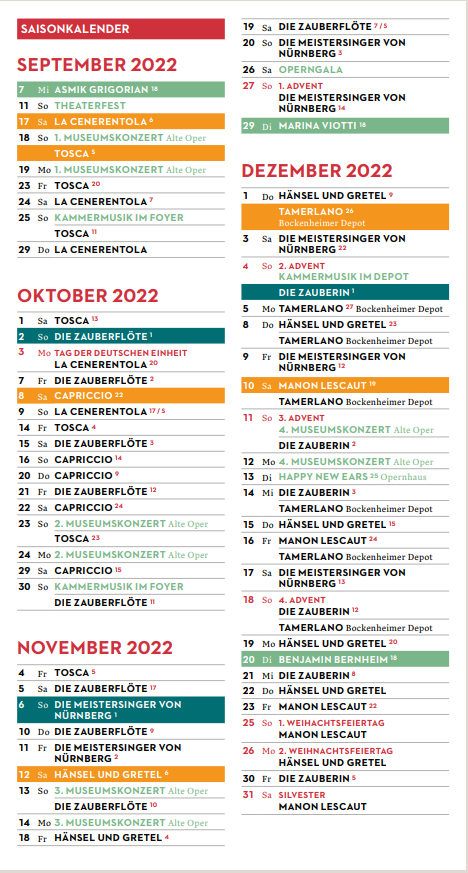 SAISONKALENDER
SEPTEMBER 2022
7 Mi ASMIK GRIGORIAN 18
11 So THEATERFEST
17 Sa LA CENERENTOLA 6
18 So 1. MUSEUMSKONZERT Alte Oper
TOSCA 5
19 Mo 1. MUSEUMSKONZERT Alte Oper
23 Fr TOSCA 20
24 Sa LA CENERENTOLA 7
25 So KAMMERMUSIK IM FOYER
TOSCA 11
29 Do LA CENERENTOLA
OKTOBER 2022
1 Sa TOSCA 13
2 So DIE ZAUBERFLÖTE 1
3 Mo TAG DER DEUTSCHEN EINHEIT
LA CENERENTOLA 20
7 Fr DIE ZAUBERFLÖTE 2
8 Sa CAPRICCIO 22
9 So LA CENERENTOLA 17/5
14 Fr TOSCA 4
15 Sa DIE ZAUBERFLÖTE 3
16 So CAPRICCIO 14
20 Do CAPRICCIO 9
21 Fr DIE ZAUBERFLÖTE 12
22 Sa CAPRICCIO 24
23 So 2. MUSEUMSKONZERT Alte Oper
TOSCA 23
24 Mo 2. MUSEUMSKONZERT Alte Oper
29 Sa CAPRICCIO 15
30 So KAMMERMUSIK IM FOYER
DIE ZAUBERFLÖTE 11
NOVEMBER 2022
4 Fr TOSCA 5
5 Sa DIE ZAUBERFLÖTE 17
6 So DIE MEISTERSINGER VON
NÜRNBERG 1
10 Do DIE ZAUBERFLÖTE 9
11 Fr DIE MEISTERSINGER VON
NÜRNBERG 2
12 Sa HÄNSEL UND GRETEL 6
13 So 3. MUSEUMSKONZERT Alte Oper
DIE ZAUBERFLÖTE 10
14 Mo 3. MUSEUMSKONZERT Alte Oper
18 Fr HÄNSEL UND GRETEL 4
19 Sa DIE ZAUBERFLÖTE 7/5
20 So DIE MEISTERSINGER VON
NÜRNBERG 3
26 Sa OPERNGALA
27 So 1. ADVENT
DIE MEISTERSINGER VON
NÜRNBERG 14
29 Di MARINA VIOTTI 18
DEZEMBER 2022
1 Do HÄNSEL UND GRETEL 9
TAMERLANO 26
Bockenheimer Depot
3 Sa DIE MEISTERSINGER VON
NÜRNBERG 22
4 So 2. ADVENT
KAMMERMUSIK IM DEPOT
DIE ZAUBERIN 1
5 Mo TAMERLANO 27 Bockenheimer Depot
8 Do HÄNSEL UND GRETEL 23
TAMERLANO Bockenheimer Depot
9 Fr DIE MEISTERSINGER VON
NÜRNBERG 12
10 Sa MANON LESCAUT 19
TAMERLANO Bockenheimer Depot
11 So 3. ADVENT
4. MUSEUMSKONZERT Alte Oper
DIE ZAUBERIN 2
12 Mo 4. MUSEUMSKONZERT Alte Oper
13 Di HAPPY NEW EARS 25 Opernhaus
14 Mi DIE ZAUBERIN 3
TAMERLANO Bockenheimer Depot
15 Do HÄNSEL UND GRETEL 15
16 Fr MANON LESCAUT 24
TAMERLANO Bockenheimer Depot
17 Sa DIE MEISTERSINGER VON
NÜRNBERG 13
18 So 4. ADVENT
DIE ZAUBERIN 12
TAMERLANO Bockenheimer Depot
19 Mo HÄNSEL UND GRETEL 20
20 Di BENJAMIN BERNHEIM 18
21 Mi DIE ZAUBERIN 8
22 Do HÄNSEL UND GRETEL
23 Fr MANON LESCAUT 22
25 So 1. WEIHACHTSFEIERTAG
MANON LESCAUT
26 Mo 2. WEIHNACHTSFEIERTAG
HÄNSEL UND GRETEL
30 Fr DIE ZAUBERIN 5
31 Sa SILVESTER
MANON LESCAUT